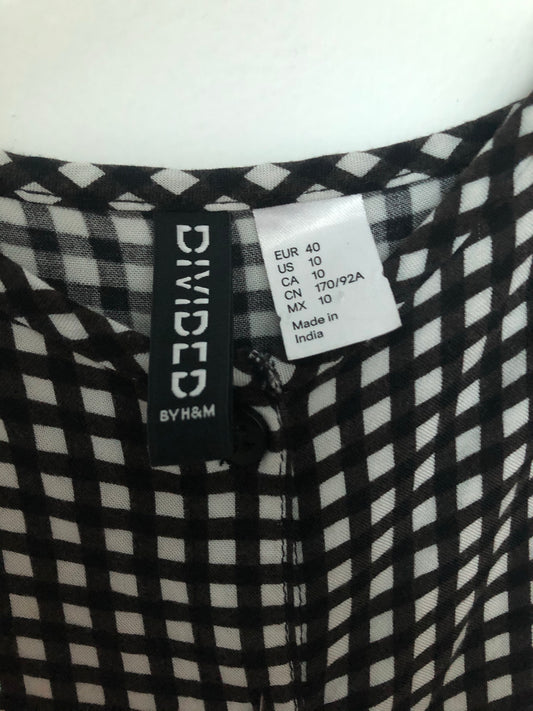 DIVIDED
BY H&M
EUR 40
US 10
CA 10
CN 170/92A
MX 10
Made in
India